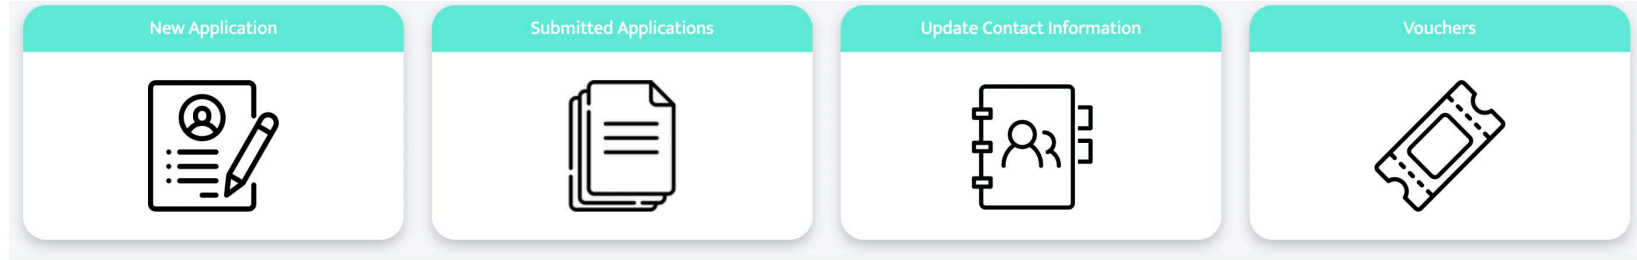 New Application
Submitted Applications
Update Contact Information
Vouchers